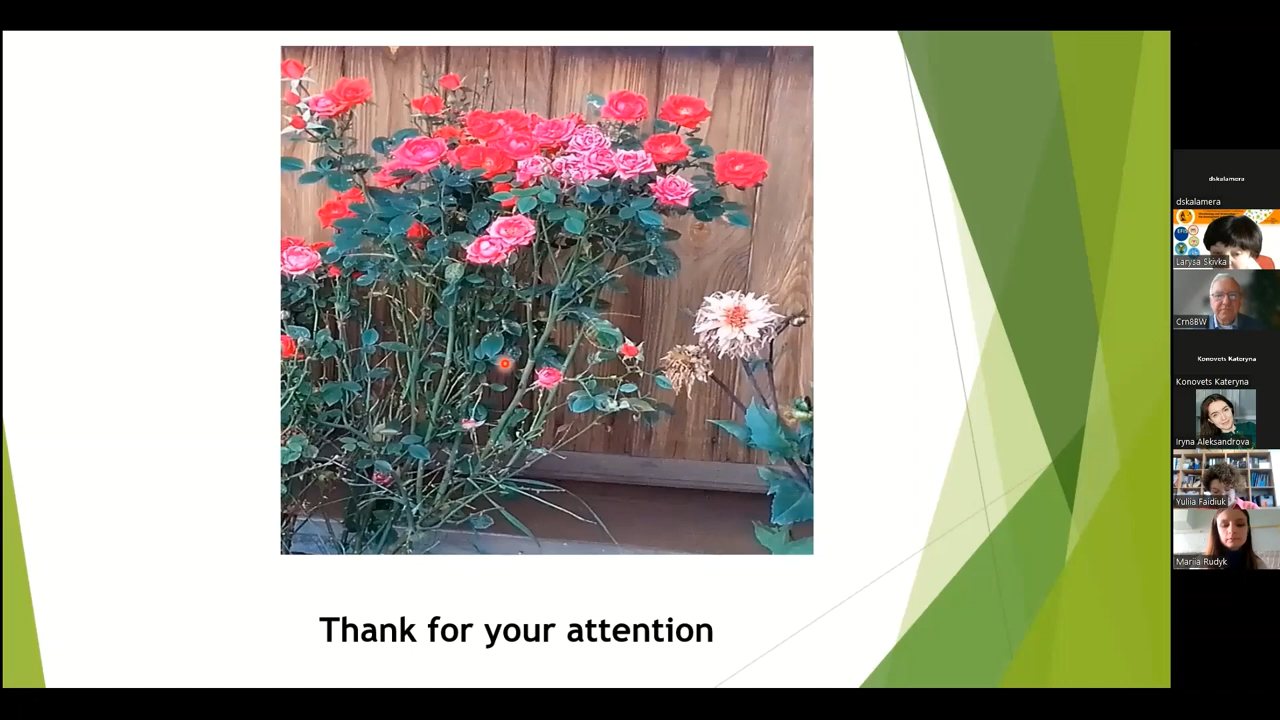 Thank for your attention
dskalamera
dskalamera
Larysa Skivka
Crn8BW
Konovets Kateryna
Konovets Kateryna
Iryna Aleksandrova
Yuliia Faidiuk
Mariia Rudyk